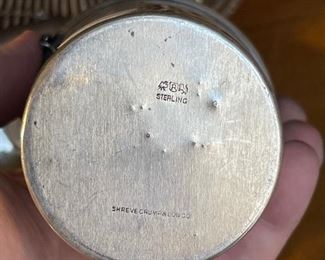 STERLING
SHREVE CRUMP & LOW CO